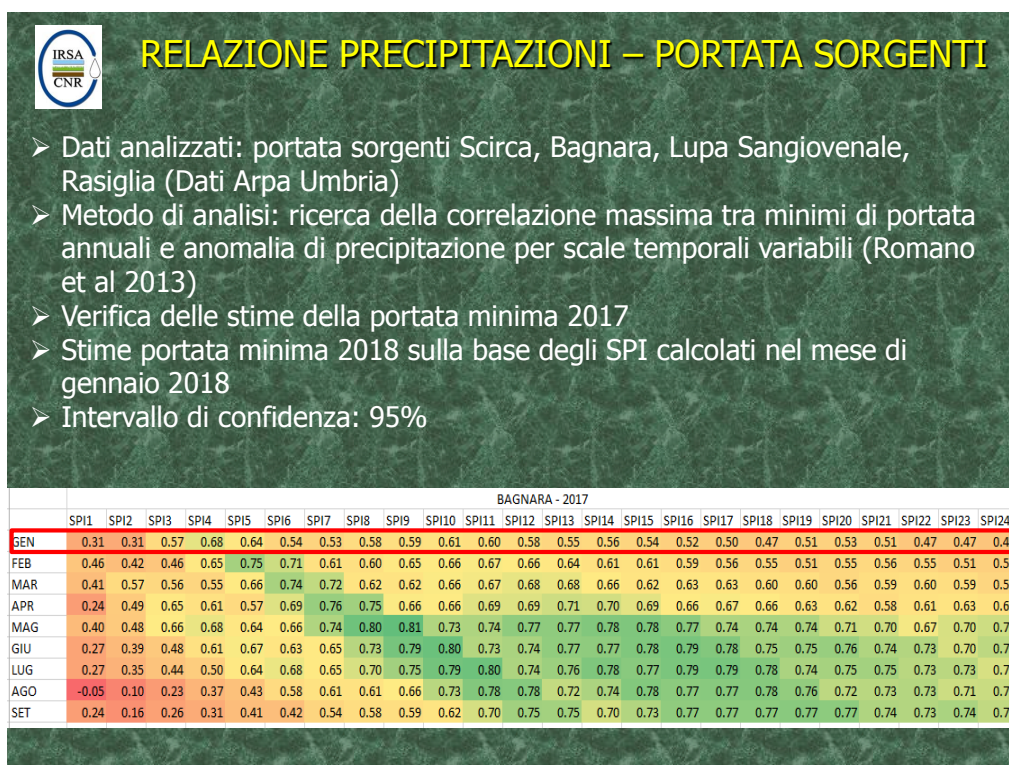 IRSA
CNR
RELAZIONE PRECIPITAZIONI – PORTATA SORGENTI
➢ Dati analizzati: portata sorgenti Scirca, Bagnara, Lupa Sangiovenale,
Rasiglia (Dati Arpa Umbria)
➢ Metodo di analisi: ricerca della correlazione massima tra minimi di portata
annuali e anomalia di precipitazione per scale temporali variabili (Romano
et al 2013)
➢ Verifica delle stime della portata minima 2017
➢ Stime portata minima 2018 sulla base degli SPI calcolati nel mese di
gennaio 2018
➢ Intervallo di confidenza: 95%
BAGNARA - 2017
SPI1 SPI2 SPI3 SPI4 SPI5 SPI6 SPI7 SPI8 SPI9 SPI10 SPI11 SPI12 SPI13 SPI14 SPI15 SPI16 SPI17 SPI18 SPI19 SPI20 SPI21 SPI22 SPI23 SPI24
GEN 0.31 0.31 0.57 0.68 0.64 0.54 0.53 0.58 0.59 0.61 0.60 0.58 0.55 0.56 0.54 0.52 0.50 0.47 0.51 0.53 0.51 0.47 0.47 0.4
FEB 0.46 0.42 0.46 0.65 0.75 0.71 0.61 0.60 0.65 0.66 0.67 0.66 0.64 0.61 0.61 0.59 0.56 0.55 0.51 0.55 0.56 0.55 0.51 0.5
MAR 0.41 0.57 0.56 0.55 0.66 0.74 0.72 0.62 0.62 0.66 0.67 0.68 0.68 0.66 0.62 0.63 0.63 0.60 0.60 0.56 0.59 0.60 0.59 0.5
APR 0.24 0.49 0.65 0.61 0.57 0.69 0.76 0.75 0.66 0.66 0.69 0.69 0.71 0.70 0.69 0.66 0.67 0.66 0.63 0.62 0.58 0.61 0.63 0.6
MAG 0.40 0.48 0.66 0.68 0.64 0.66 0.74 0.80 0.81 0.73 0.74 0.77 0.77 0.78 0.78 0.77 0.74 0.74 0.74 0.71 0.70 0.67 0.70 0.7
GIU 0.27 0.39 0.48 0.61 0.67 0.63 0.65 0.73 0.79 0.80 0.73 0.74 0.77 0.77 0.78 0.79 0.78 0.75 0.75 0.76 0.74 0.73 0.70 0.7
LUG 0.27 0.35 0.44 0.50 0.64 0.68 0.65 0.70 0.75 0.79 0.80 0.74 0.76 0.78 0.77 0.79 0.79 0.78 0.74 0.75 0.75 0.73 0.73 0.7
AGO -0.05 0.10 0.23 0.37 0.43 0.58 0.61 0.61 0.66 0.73 0.78 0.78 0.72 0.74 0.78 0.77 0.77 0.78 0.76 0.72 0.73 0.73 0.71 0.7
SET 0.24 0.16 0.26 0.31 0.41 0.42 0.54 0.58 0.59 0.62 0.70 0.75 0.75 0.70 0.73 0.77 0.77 0.77 0.77 0.77 0.74 0.73 0.74 0.7